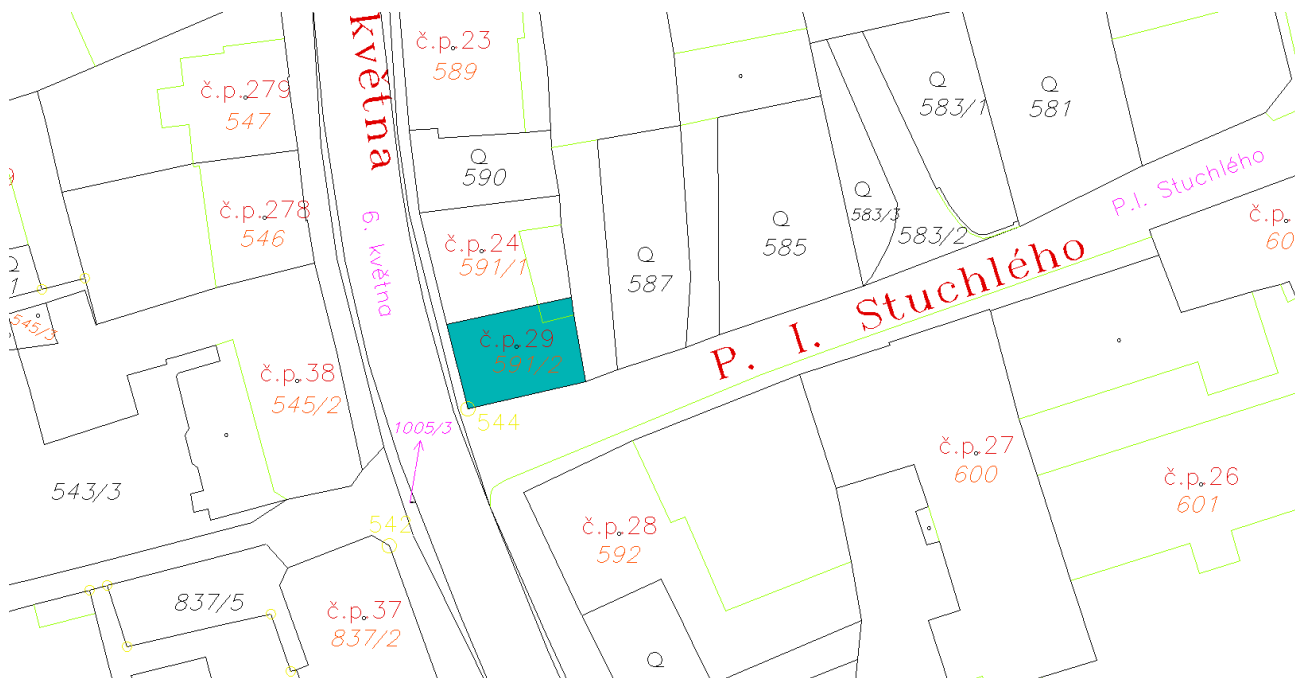 května
č.p.23
589
č.p.279
547
590
583/1
581
č.p.278
546
6. května
č.p.24
591/1
587
585
583/3
583/2
P.I. Stuchlého
č.p.
60
1
545/3
P. I. Stuchlého
č.p.29
591/2
544
č.p.38
545/2
1005/3
543/3
542
č.p.27
600
č.p.26
601
č.p.28
592
837/5
č.p.37
837/2